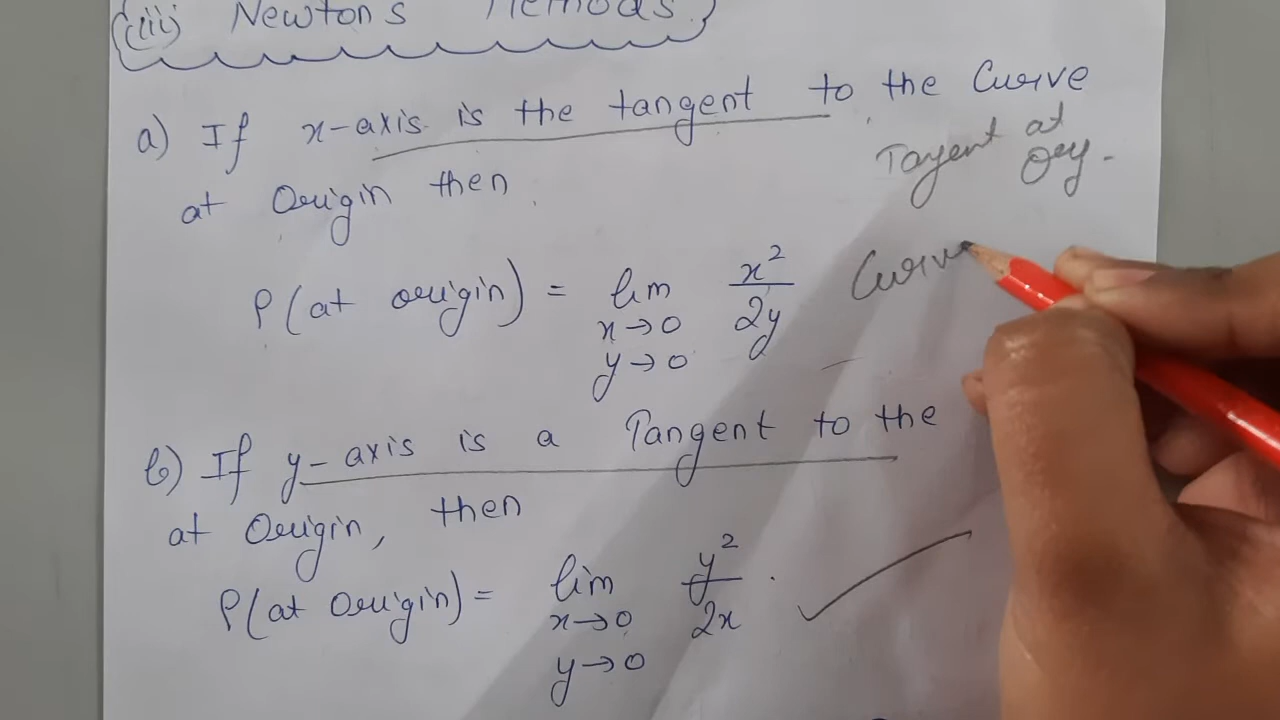 (iii) Newtons Methods
a) If x-axis is the tangent to the Curve
at Origin then
Tangent at
ρ(at origin) = lim x²/2y
x→0
y→0
Curve
b) If y-axis is a Tangent to the
at Origin, then
ρ(at Origin) = lim y²/2x.
x→0
y→0